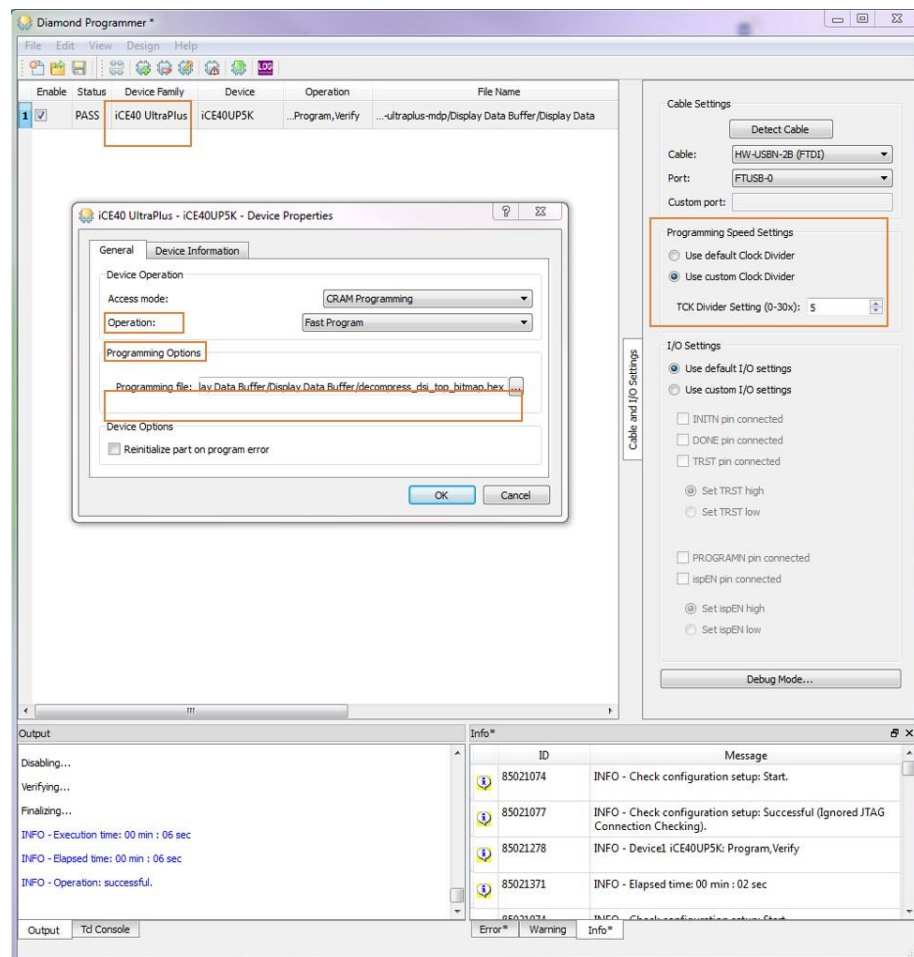 Diamond Programmer *
File Edit View Design Help
LOG
Enable Status Device Family Device Operation File Name
1 PASS iCE40 UltraPlus iCE40UP5K ...Program,Verify ...-ultraplus-mdp/Display Data Buffer/Display Data
Cable Settings
Detect Cable
Cable: HW-USBN-2B (FTDI)
Port: FTUSB-0
Custom port:
Programming Speed Settings
Use default Clock Divider
Use custom Clock Divider
TCK Divider Setting (0-30x): 5
I/O Settings
Use default I/O settings
Use custom I/O settings
INITN pin connected
DONE pin connected
TRST pin connected
Set TRST high
Set TRST low
PROGRAMN pin connected
ispEN pin connected
Set ispEN high
Set ispEN low
Debug Mode...
Cable and I/O Settings
iCE40 UltraPlus - iCE40UP5K - Device Properties
General Device Information
Device Operation
Access mode: CRAM Programming
Operation: Fast Program
Programming Options
Programming file: lay Data Buffer/Display Data Buffer/decompress_dsi_top_bitmap.hex ...
Device Options
Reinitialize part on program error
OK Cancel
Output
Disabling...
Verifying...
Finalizing...
INFO - Execution time: 00 min : 06 sec
INFO - Elapsed time: 00 min : 06 sec
INFO - Operation: successful.
Output Tcl Console
Info*
ID Message
85021074 INFO - Check configuration setup: Start.
85021077 INFO - Check configuration setup: Successful (Ignored JTAG
Connection Checking).
85021278 INFO - Device1 iCE40UP5K: Program,Verify
85021371 INFO - Elapsed time: 00 min : 02 sec
85021074 INFO - Check configuration setup: Start.
Error* Warning Info*